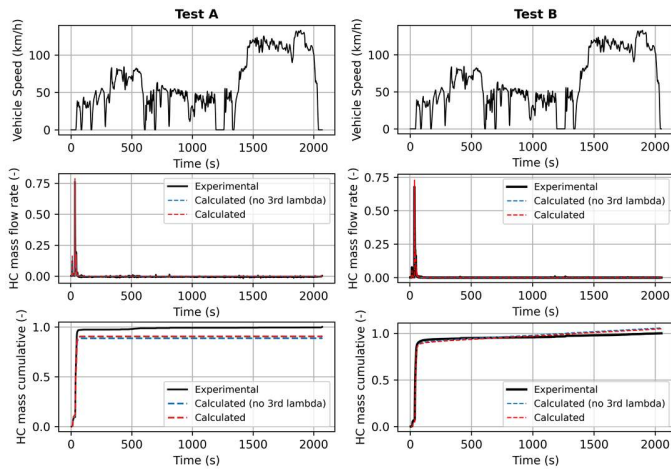 Test A
Vehicle Speed (km/h)
100
50
0
0
500
1000
1500
2000
Time (s)
Test B
Vehicle Speed (km/h)
100
50
0
0
500
1000
1500
2000
Time (s)
HC mass flow rate (-)
0.75
0.50
0.25
0.00
Experimental
Calculated (no 3rd lambda)
Calculated
0
500
1000
1500
2000
Time (s)
HC mass flow rate (-)
0.75
0.50
0.25
0.00
Experimental
Calculated (no 3rd lambda)
Calculated
0
500
1000
1500
2000
Time (s)
HC mass cumulative (-)
1.0
0.5
0.0
Experimental
Calculated (no 3rd lambda)
Calculated
0
500
1000
1500
2000
Time (s)
HC mass cumulative (-)
1.0
0.5
0.0
Experimental
Calculated (no 3rd lambda)
Calculated
0
500
1000
1500
2000
Time (s)